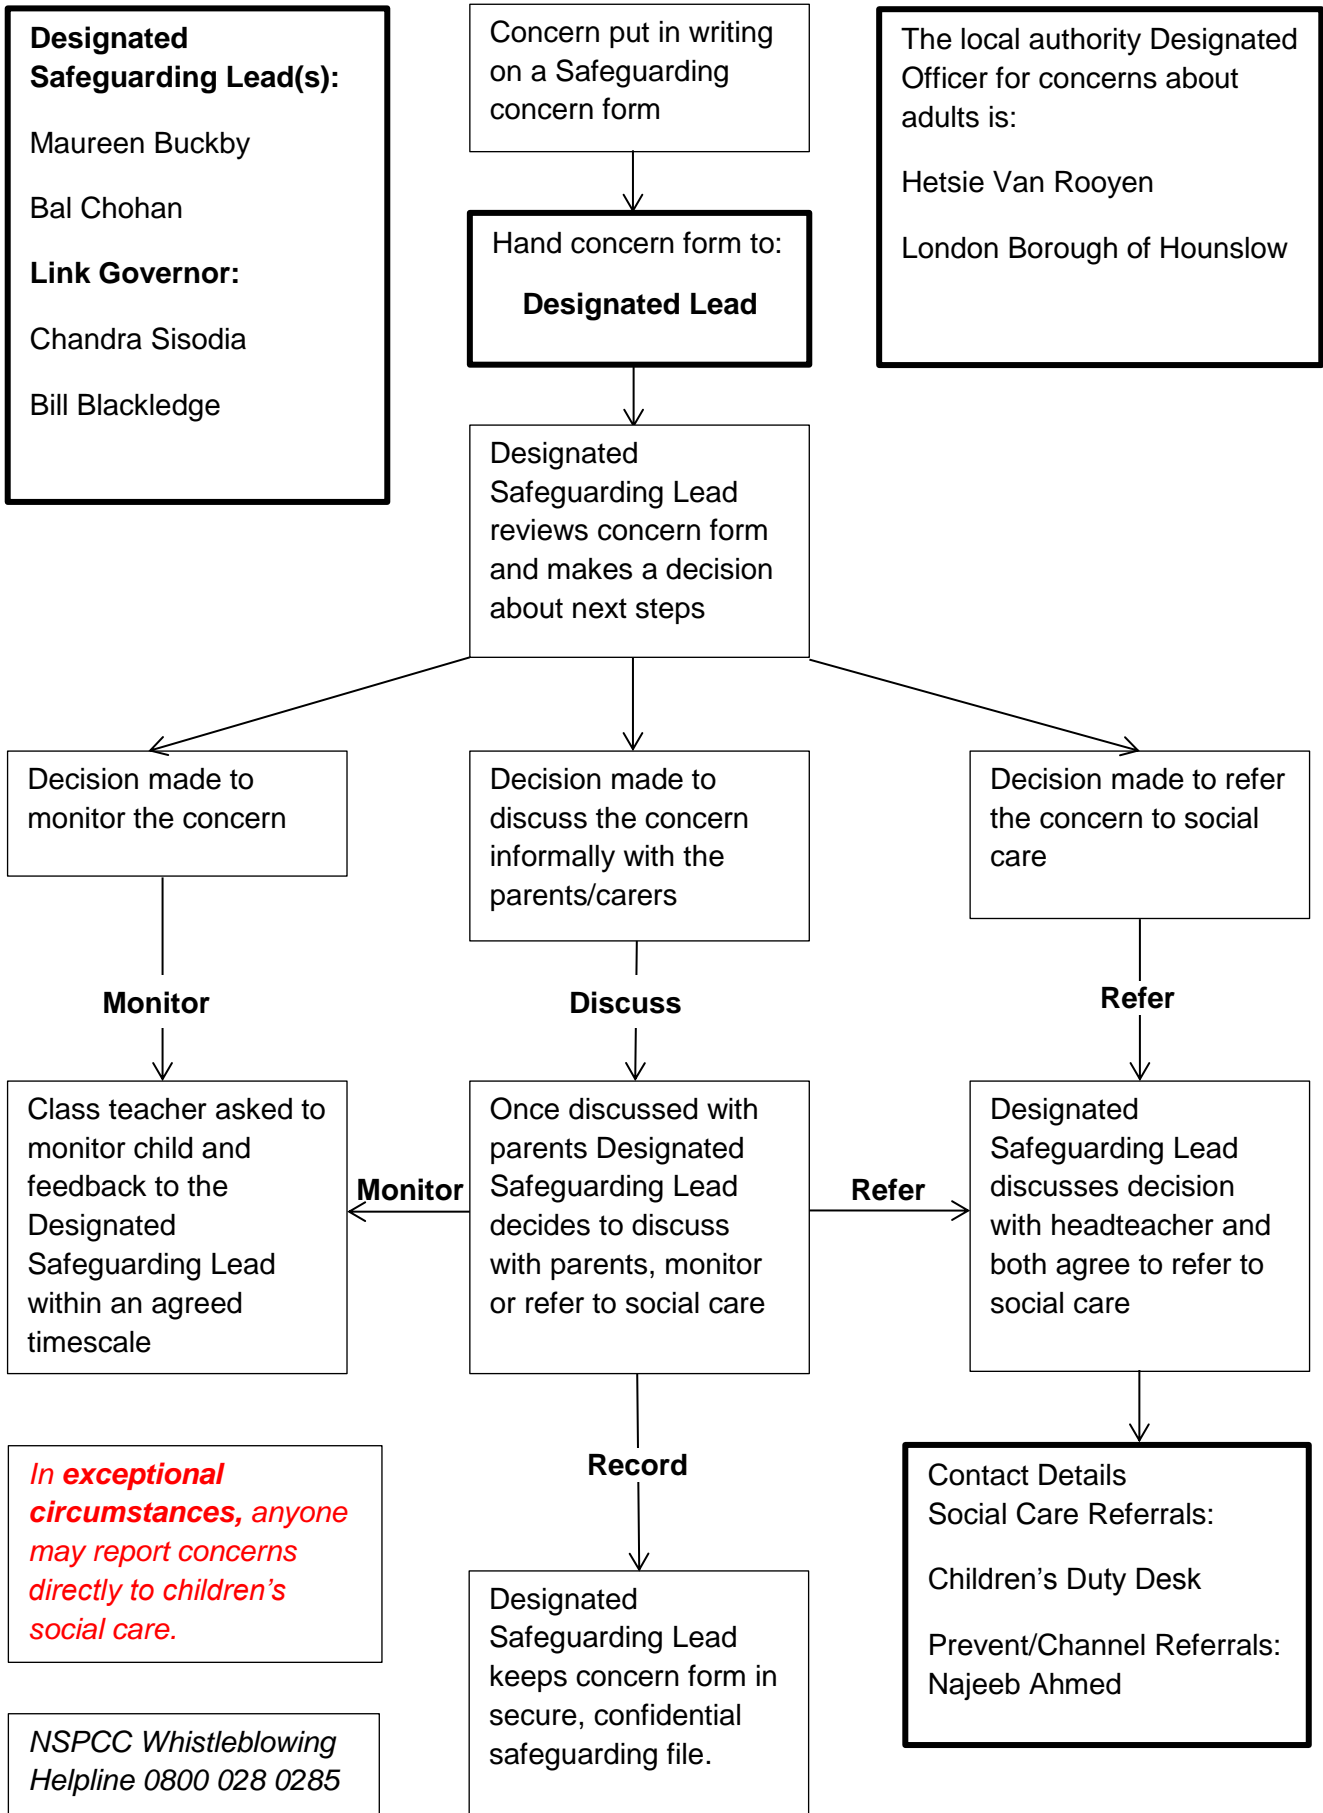 Designated
Safeguarding Lead(s):
Maureen Buckby
Bal Chohan
Link Governor:
Chandra Sisodia
Bill Blackledge
Concern put in writing
on a Safeguarding
concern form
The local authority Designated
Officer for concerns about
adults is:
Hetsie Van Rooyen
London Borough of Hounslow
Hand concern form to:
Designated Lead
Designated
Safeguarding Lead
reviews concern form
and makes a decision
about next steps
Decision made to
monitor the concern
Decision made to
discuss the concern
informally with the
parents/carers
Decision made to refer
the concern to social
care
Monitor
Discuss
Refer
Class teacher asked to
monitor child and
feedback to the
Designated
Safeguarding Lead
within an agreed
timescale
Monitor
Once discussed with
parents Designated
Safeguarding Lead
decides to discuss
with parents, monitor
or refer to social care
Refer
Designated
Safeguarding Lead
discusses decision
with headteacher and
both agree to refer to
social care
In exceptional
circumstances, anyone
may report concerns
directly to children’s
social care.
Record
Contact Details
Social Care Referrals:
Children’s Duty Desk
Prevent/Channel Referrals:
Najeeb Ahmed
Designated
Safeguarding Lead
keeps concern form in
secure, confidential
safeguarding file.
NSPCC Whistleblowing
Helpline 0800 028 0285